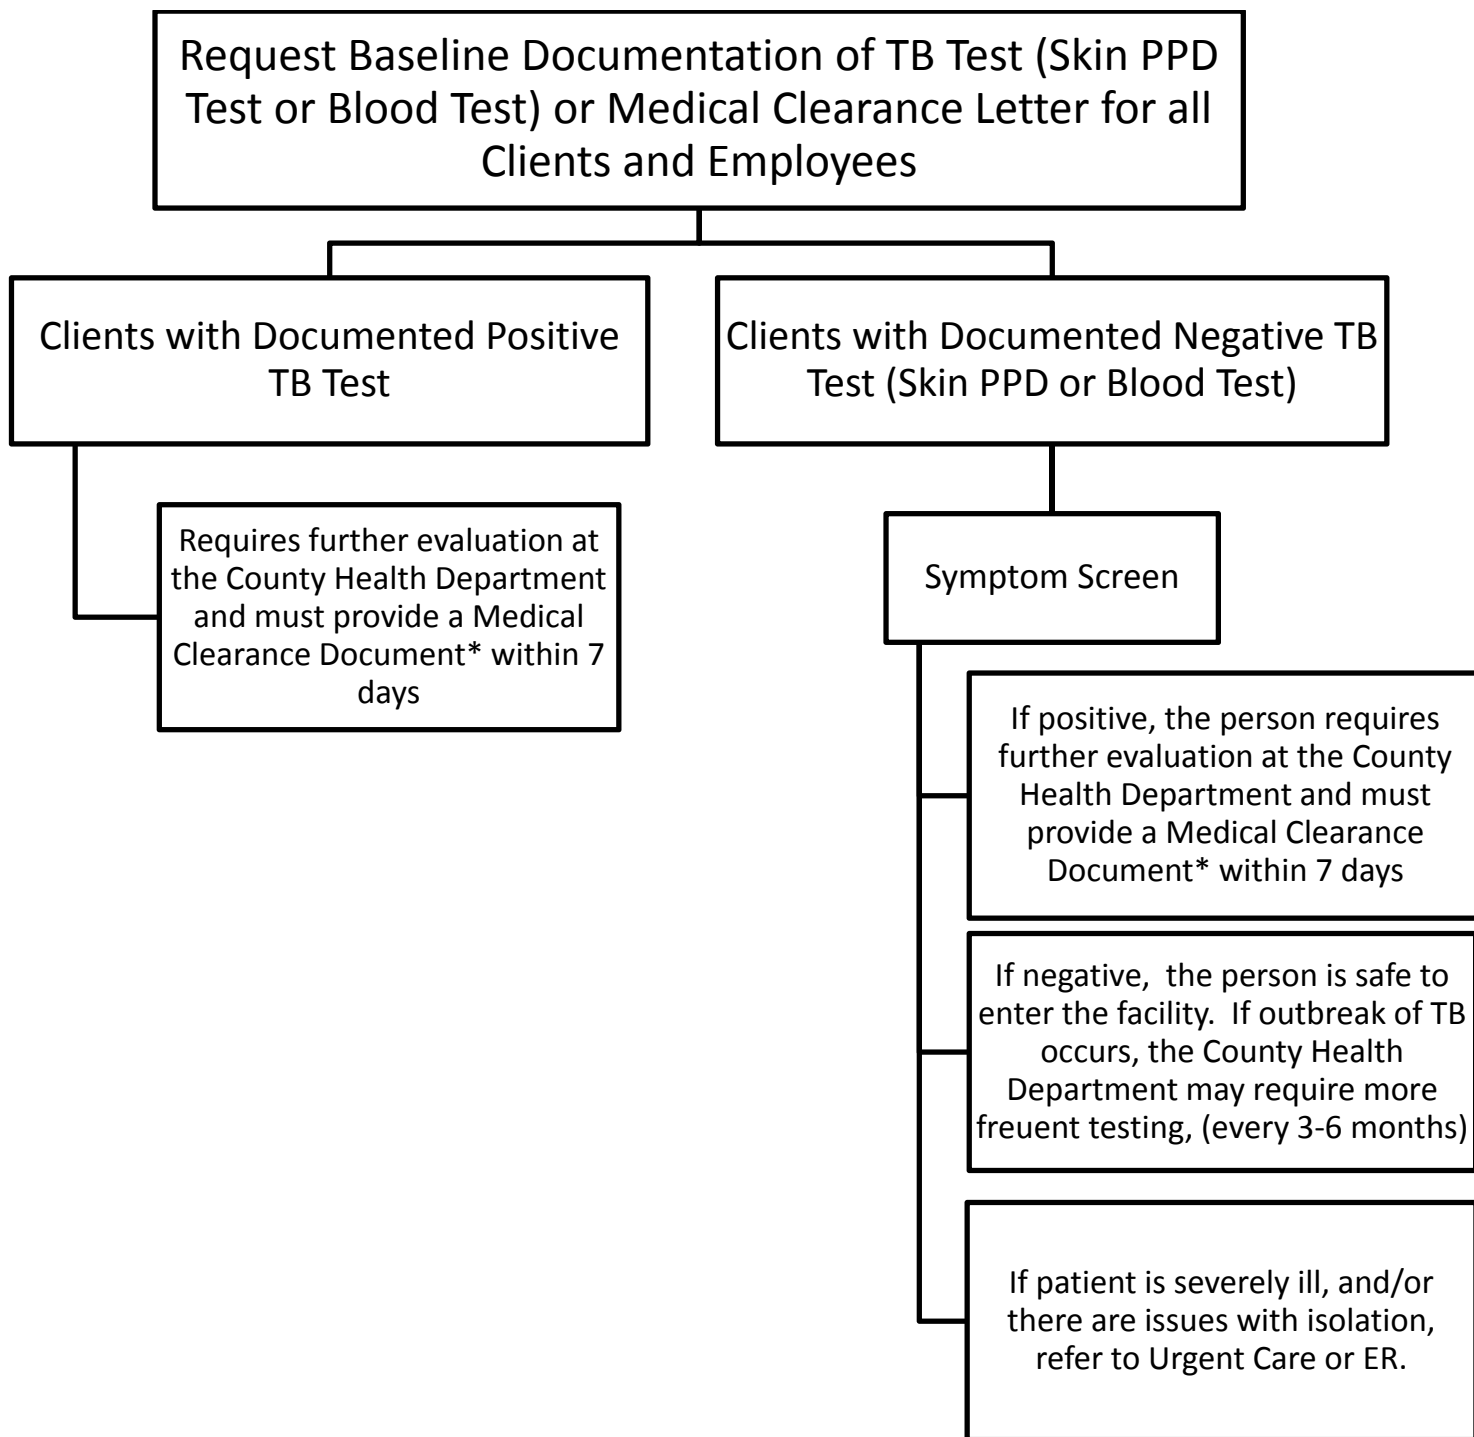 Request Baseline Documentation of TB Test (Skin PPD
Test or Blood Test) or Medical Clearance Letter for all
Clients and Employees
Clients with Documented Positive
TB Test
Requires further evaluation at
the County Health Department
and must provide a Medical
Clearance Document* within 7
days
Clients with Documented Negative TB
Test (Skin PPD or Blood Test)
Symptom Screen
If positive, the person requires
further evaluation at the County
Health Department and must
provide a Medical Clearance
Document* within 7 days
If negative,  the person is safe to
enter the facility.  If outbreak of TB
occurs, the County Health
Department may require more
freuent testing, (every 3-6 months)
If patient is severely ill, and/or
there are issues with isolation,
refer to Urgent Care or ER.